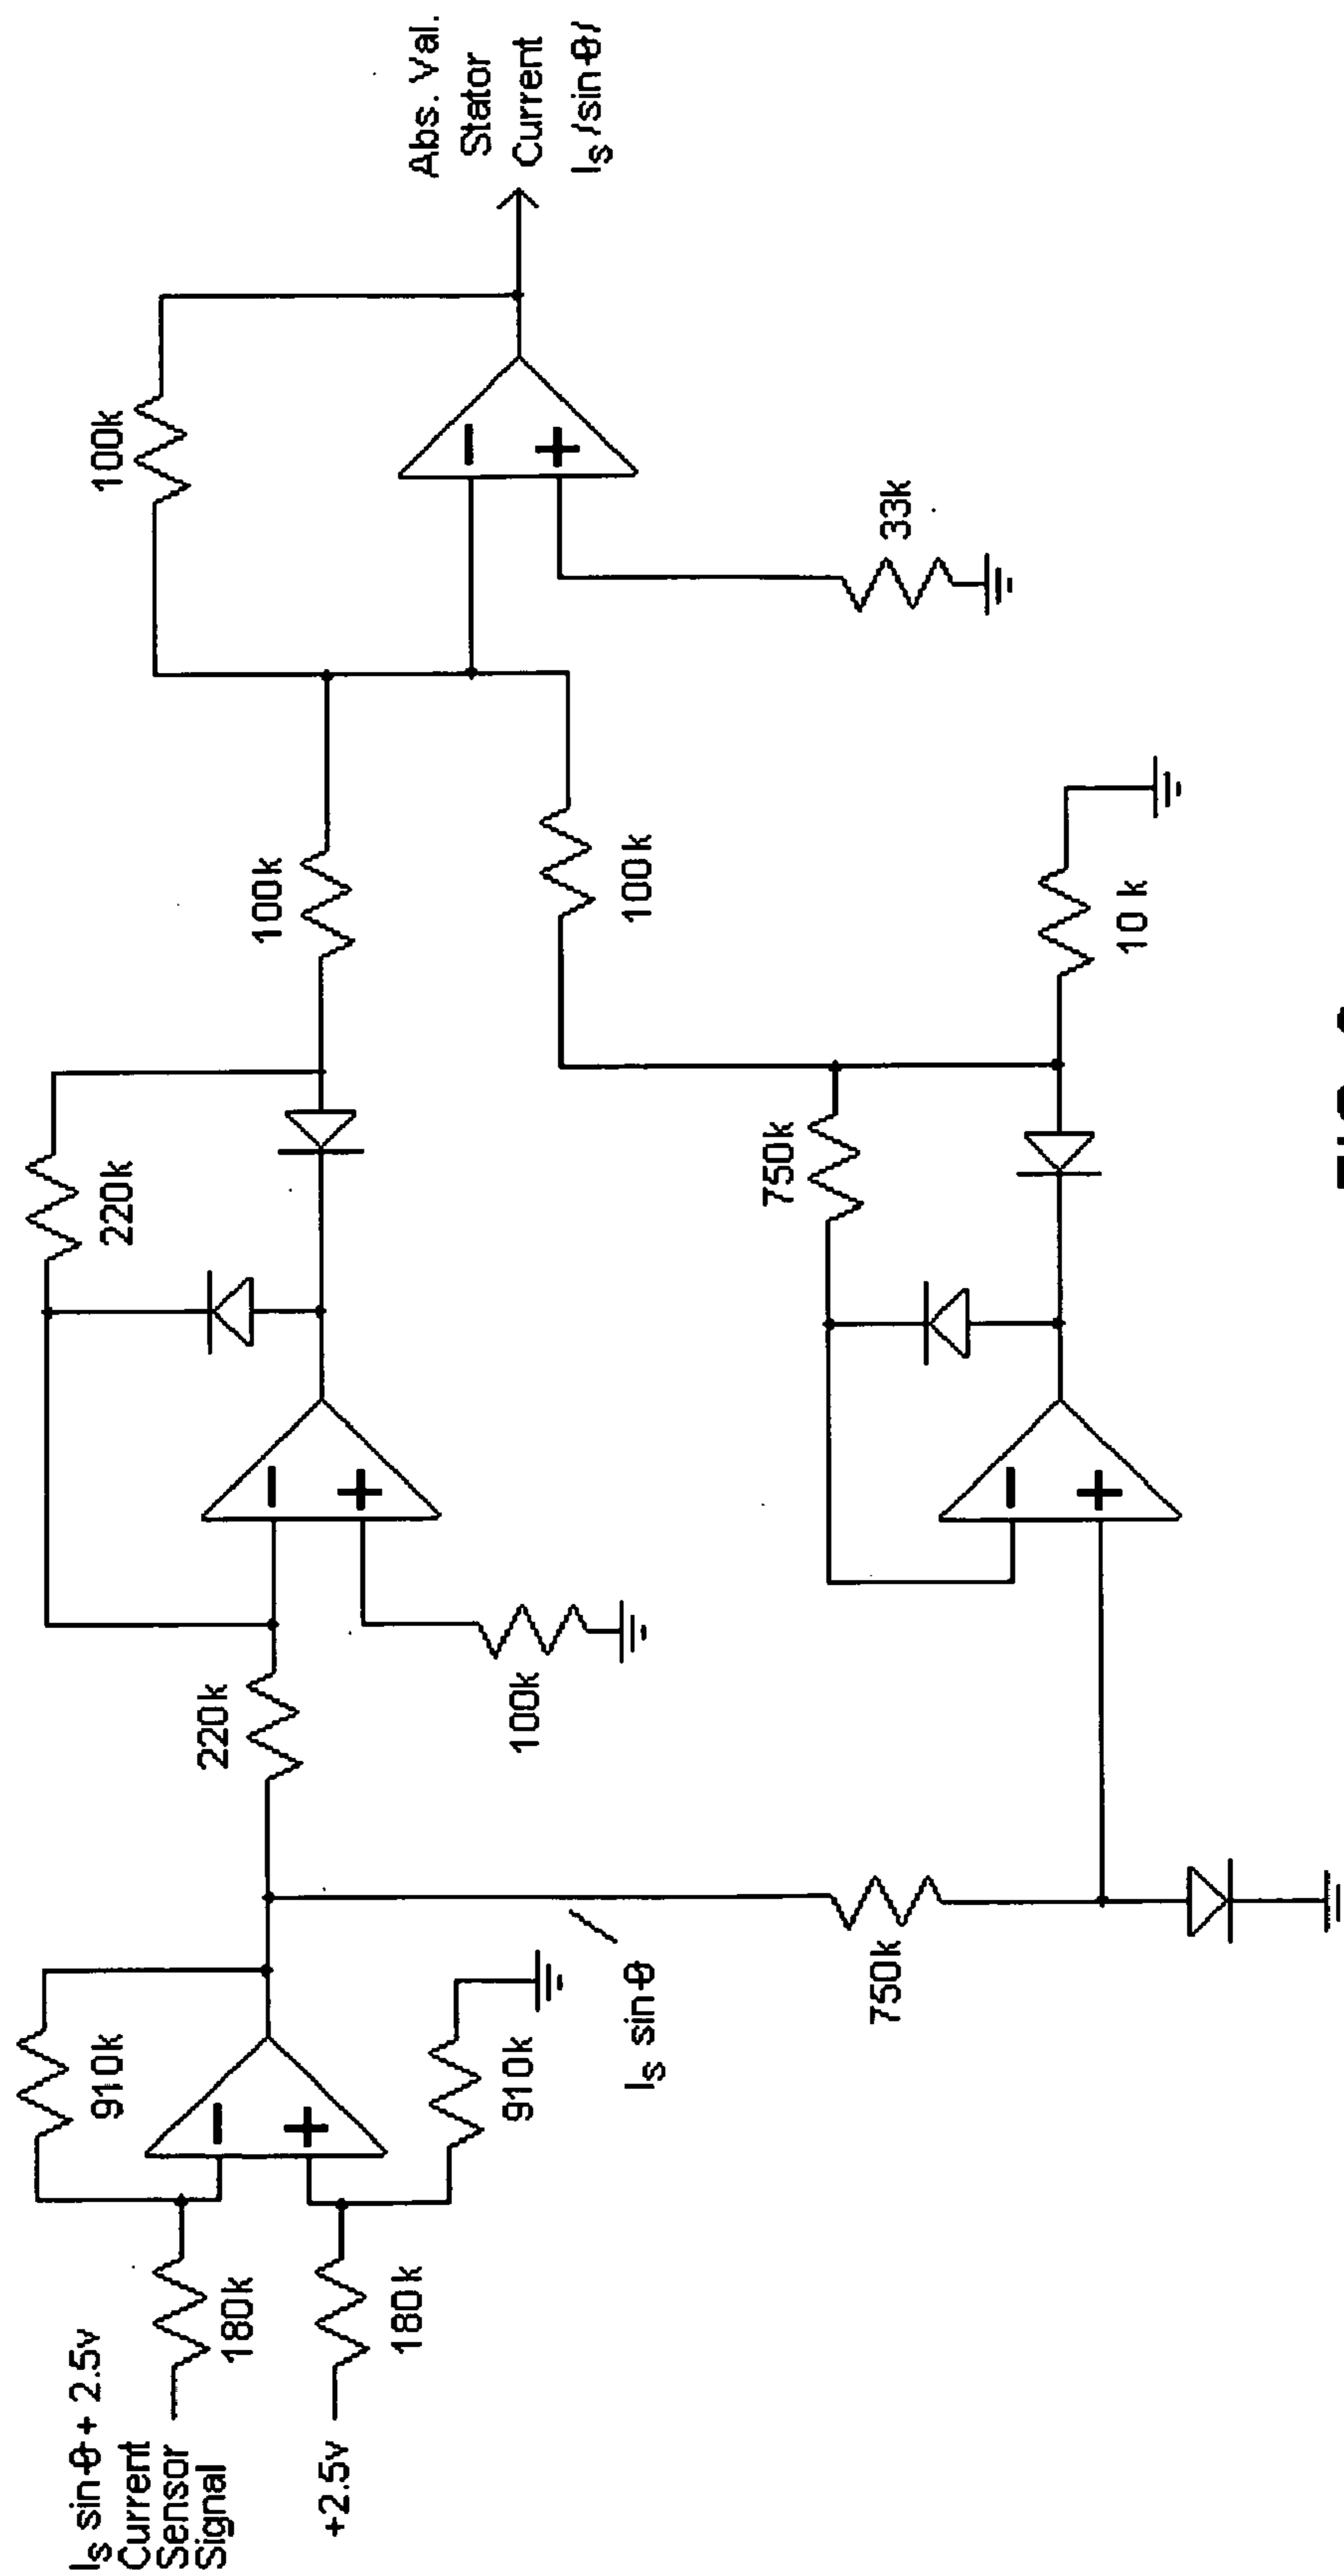 I_S sin θ + 2.5v
Current
Sensor
Signal
180k
+2.5v
180k
910k
910k
I_S sin θ
750k
220k
100k
220k
750k
10 k
100k
100k
100k
33k
Abs. Val.
Stator
Current
I_S /sin θ/